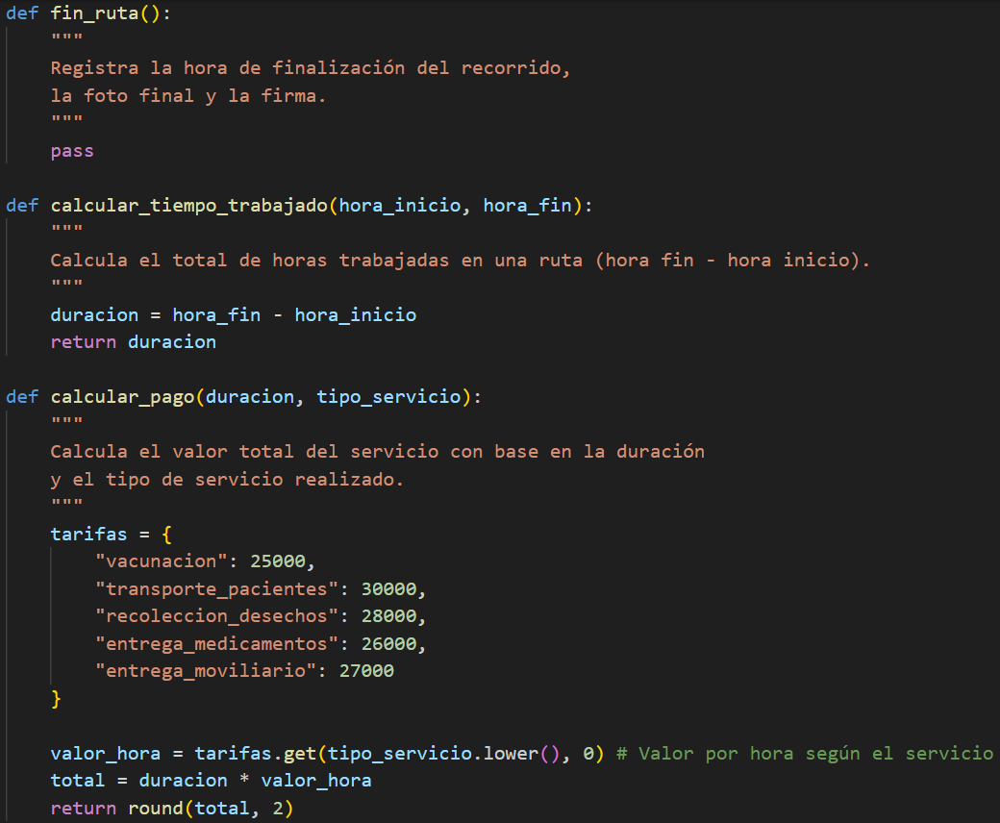 def fin_ruta():
    """
    Registra la hora de finalización del recorrido,
    la foto final y la firma.
    """
    pass

def calcular_tiempo_trabajado(hora_inicio, hora_fin):
    """
    Calcula el total de horas trabajadas en una ruta (hora fin - hora inicio).
    """
    duracion = hora_fin - hora_inicio
    return duracion

def calcular_pago(duracion, tipo_servicio):
    """
    Calcula el valor total del servicio con base en la duración
    y el tipo de servicio realizado.
    """
    tarifas = {
        "vacunacion": 25000,
        "transporte_pacientes": 30000,
        "recoleccion_desechos": 28000,
        "entrega_medicamentos": 26000,
        "entrega_moviliario": 27000
    }

    valor_hora = tarifas.get(tipo_servicio.lower(), 0) # Valor por hora según el servicio
    total = duracion * valor_hora
    return round(total, 2)